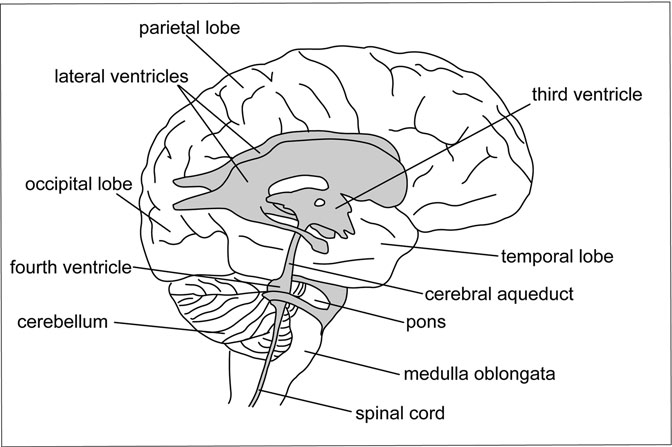 parietal lobe
lateral ventricles
third ventricle
occipital lobe
temporal lobe
fourth ventricle
cerebral aqueduct
cerebellum
pons
medulla oblongata
spinal cord